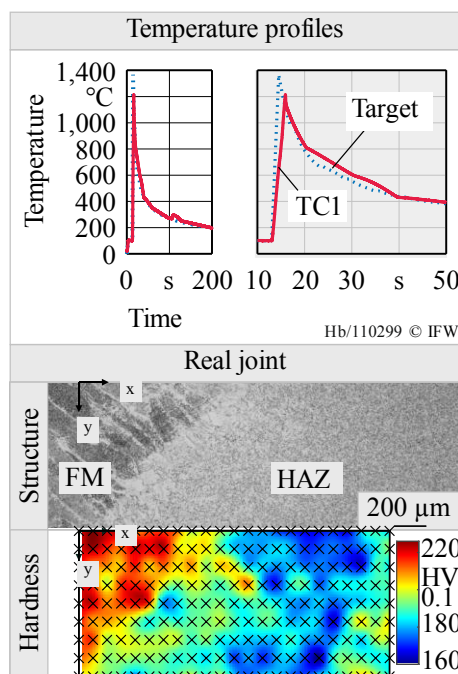 Temperature profiles
Temperature
1,400
°C
1,000
800
600
400
200
0
0 s 200
Time
Target
TC1
10 20 30 s 50
Hb/110299 © IFW
Real joint
Structure
x
y
FM
HAZ
200 µm
Hardness
x
y
220
HV
0.1
180
160